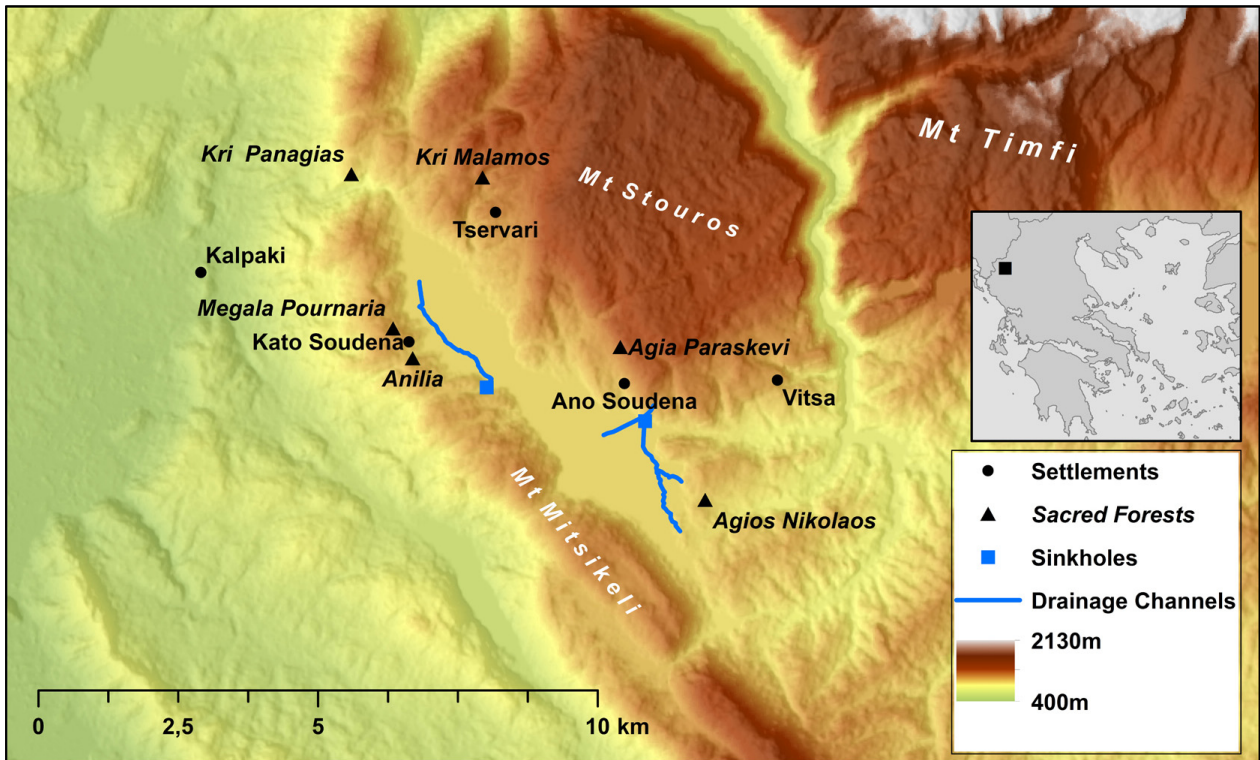 Mt Timfi
Kri Panagias
Kri Malamos
Mt Stouros
Tservari
Kalpaki
Megala Pournaria
Kato Soudena
Agia Paraskevi
Anilia
Ano Soudena
Vitsa
Mt Mitsikeli
Agios Nikolaos
Settlements
Sacred Forests
Sinkholes
Drainage Channels
2130m
400m
0 2,5 5 10 km